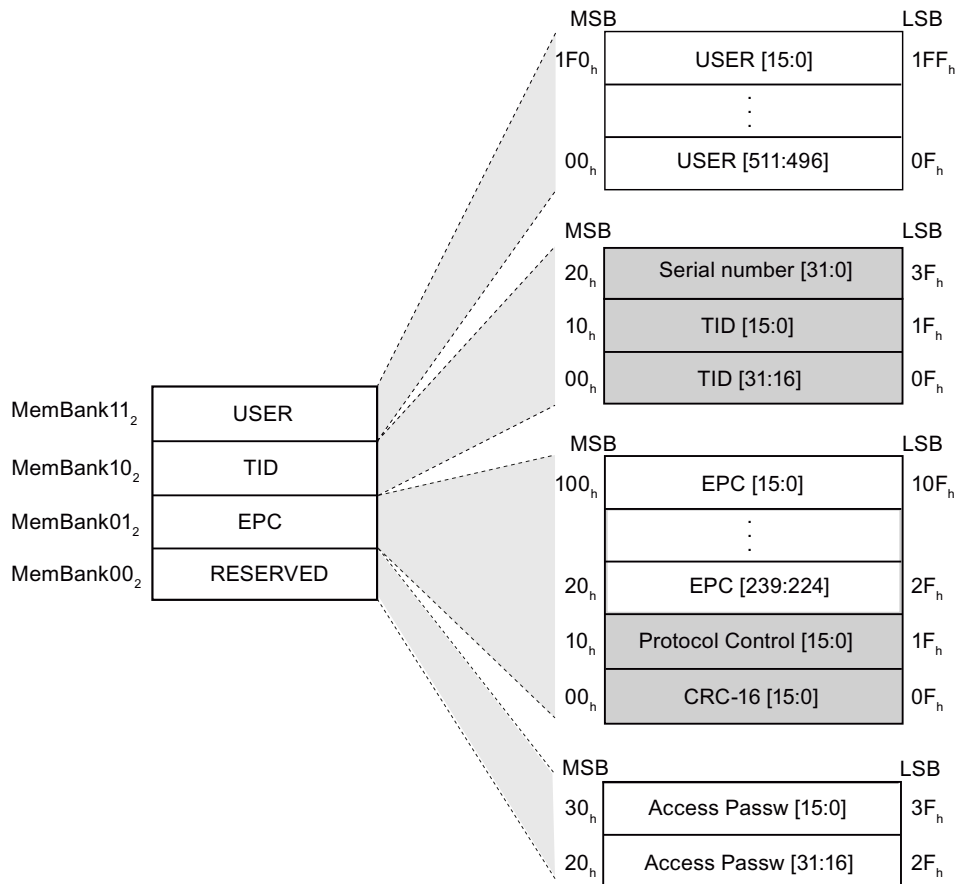 MSB LSB
1F0h USER [15:0] 1FFh
.
.
.
00h USER [511:496] 0Fh
MSB LSB
20h Serial number [31:0] 3Fh
10h TID [15:0] 1Fh
00h TID [31:16] 0Fh
MemBank112 USER
MemBank102 TID
MemBank012 EPC
MemBank002 RESERVED
MSB LSB
100h EPC [15:0] 10Fh
.
.
.
20h EPC [239:224] 2Fh
10h Protocol Control [15:0] 1Fh
00h CRC-16 [15:0] 0Fh
MSB LSB
30h Access Passw [15:0] 3Fh
20h Access Passw [31:16] 2Fh